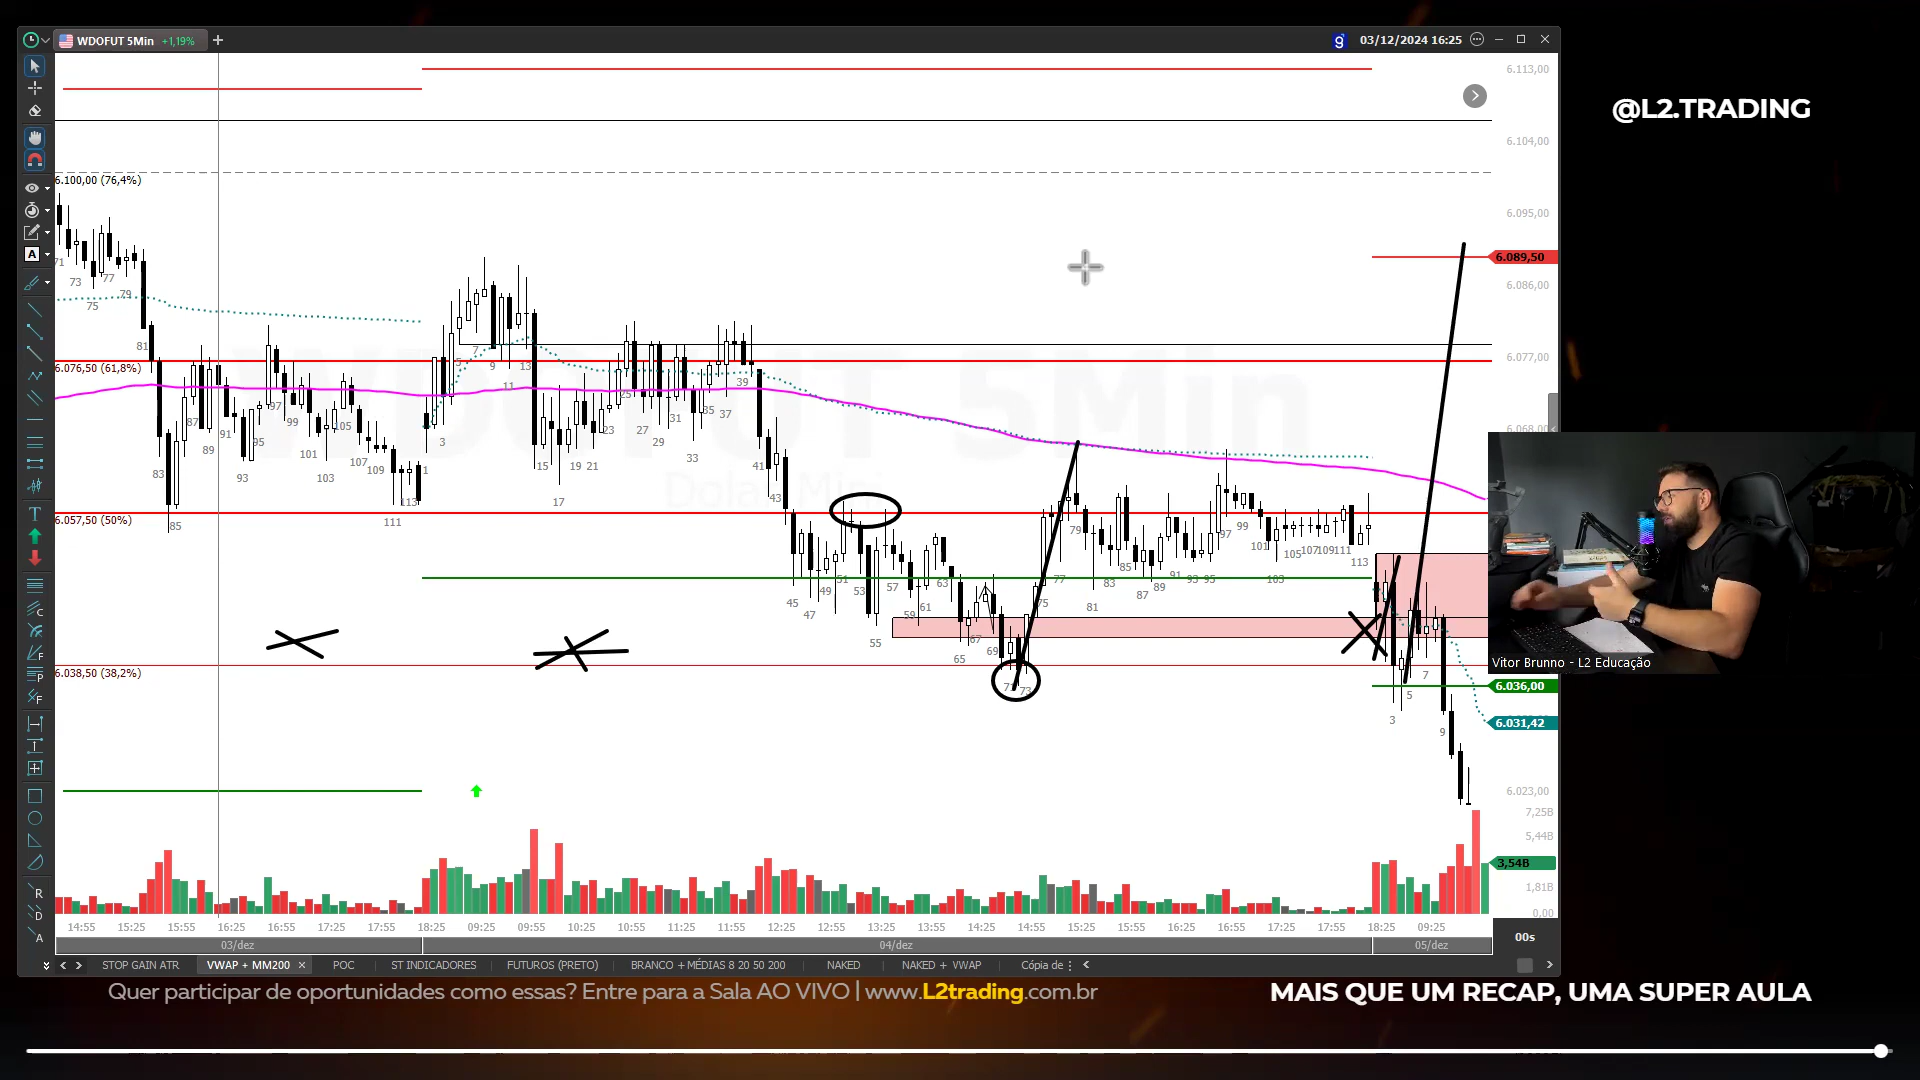 WDOFUT 5Min +1,19%
03/12/2024 16:25
@L2.TRADING
6.113,00
6.104,00
6.100,00 (76,4%)
6.095,00
6.089,50
6.086,00
6.077,00
6.076,50 (61,8%)
6.068,00
WDOFUT 5Min
6.057,50 (50%)
6.038,50 (38,2%)
Vitor Brunno - L2 Educação
6.036,00
6.031,42
6.023,00
7,25B
5,44B
3,54B
1,81B
0,00
14:55 15:25 15:55 16:25 16:55 17:25 17:55 09:25 09:55 10:25 10:55 11:25 11:55 12:25 12:55 13:25 13:55 14:25 14:55 15:25 15:55 16:25 16:55 17:25 17:55 18:25 09:25
00s
03/dez 04/dez 05/dez
STOP GAIN ATR VWAP + MM200 POC ST INDICADORES FUTUROS (PRETO) BRANCO + MÉDIAS 8 20 50 200 NAKED NAKED + VWAP Cópia de
Quer participar de oportunidades como essas? Entre para a Sala AO VIVO | www.L2trading.com.br
MAIS QUE UM RECAP, UMA SUPER AULA